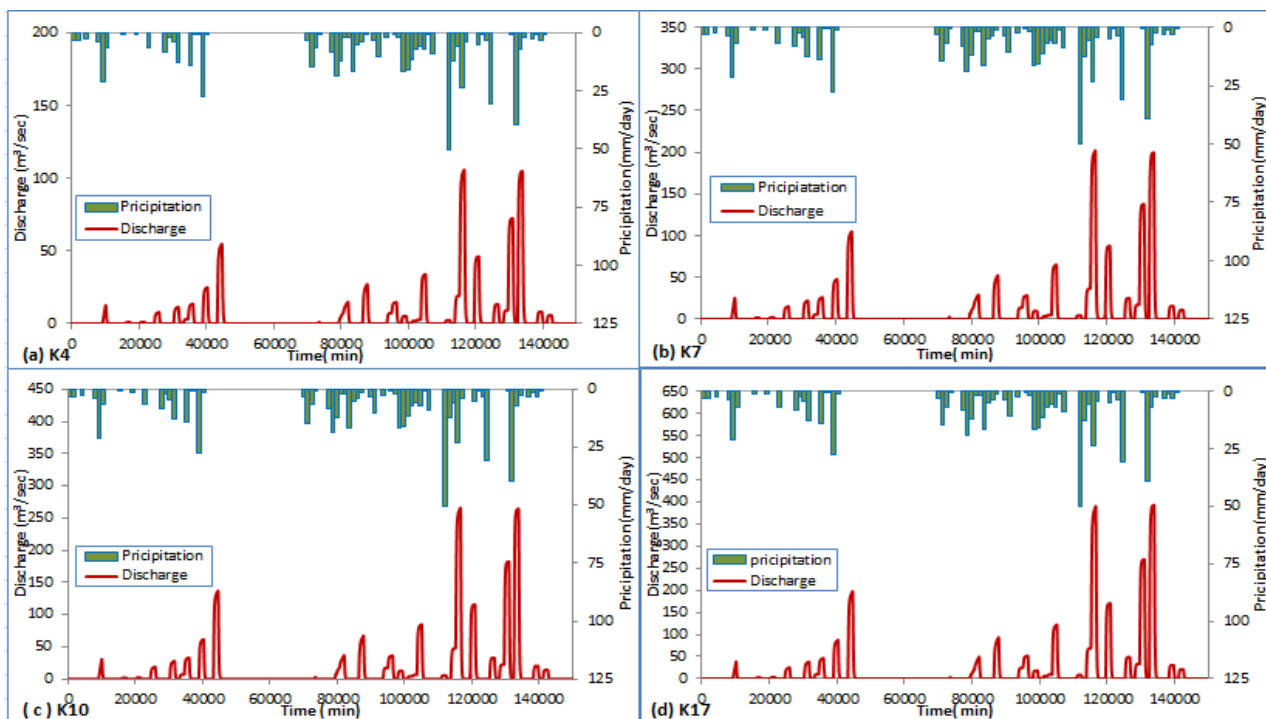 200
150
100
50
0
Discharge (m³/sec)
0
25
50
75
100
125
Pricipitation(mm/day)
Pricipitation
Discharge
0 20000 40000 60000 80000 100000 120000 140000
Time( min)
(a) K4
350
300
250
200
150
100
50
0
Discharge (m³/sec)
0
25
50
75
100
125
Pricipitation(mm/day)
Pricipiatation
Discharge
0 20000 40000 60000 80000 100000 120000 140000
Time( min)
(b) K7
450
400
350
300
250
200
150
100
50
0
Discharge (m³/sec)
0
25
50
75
100
125
Pricipitation(mm/day)
Pricipitation
Discharge
0 20000 40000 60000 80000 100000 120000 140000
Time ( min)
( c ) K10
650
600
550
500
450
400
350
300
250
200
150
100
50
0
Discharge(m³/sec)
0
25
50
75
100
125
Pricipitation(mm/day)
pricipitation
Discharge
0 20000 40000 60000 80000 100000 120000 140000
Time( min)
(d) K17